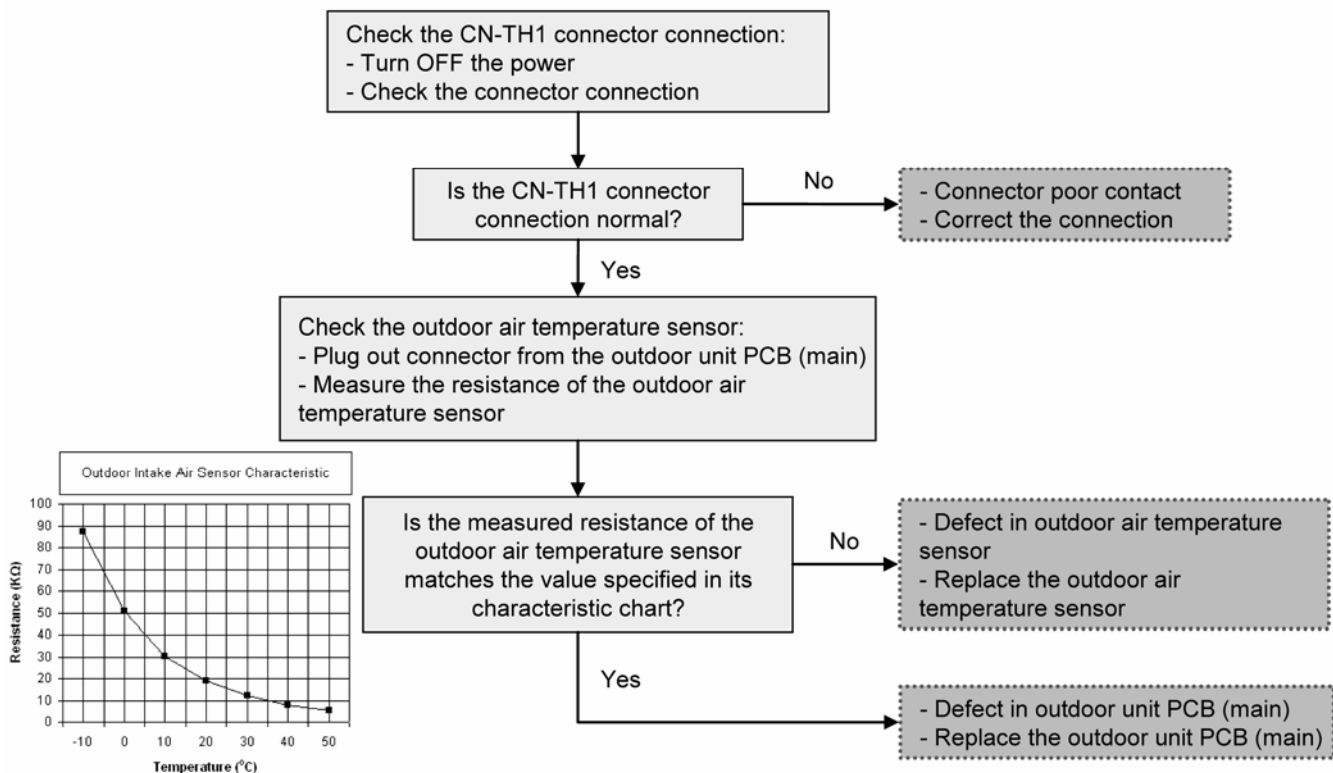 Check the CN-TH1 connector connection:
- Turn OFF the power
- Check the connector connection
Is the CN-TH1 connector
connection normal?
No
- Connector poor contact
- Correct the connection
Yes
Check the outdoor air temperature sensor:
- Plug out connector from the outdoor unit PCB (main)
- Measure the resistance of the outdoor air
temperature sensor
Is the measured resistance of the
outdoor air temperature sensor
matches the value specified in its
characteristic chart?
No
- Defect in outdoor air temperature
sensor
- Replace the outdoor air
temperature sensor
Yes
- Defect in outdoor unit PCB (main)
- Replace the outdoor unit PCB (main)
Outdoor Intake Air Sensor Characteristic
Resistance (KΩ)
100
90
80
70
60
50
40
30
20
10
0
-10 0 10 20 30 40 50
Temperature (°C)